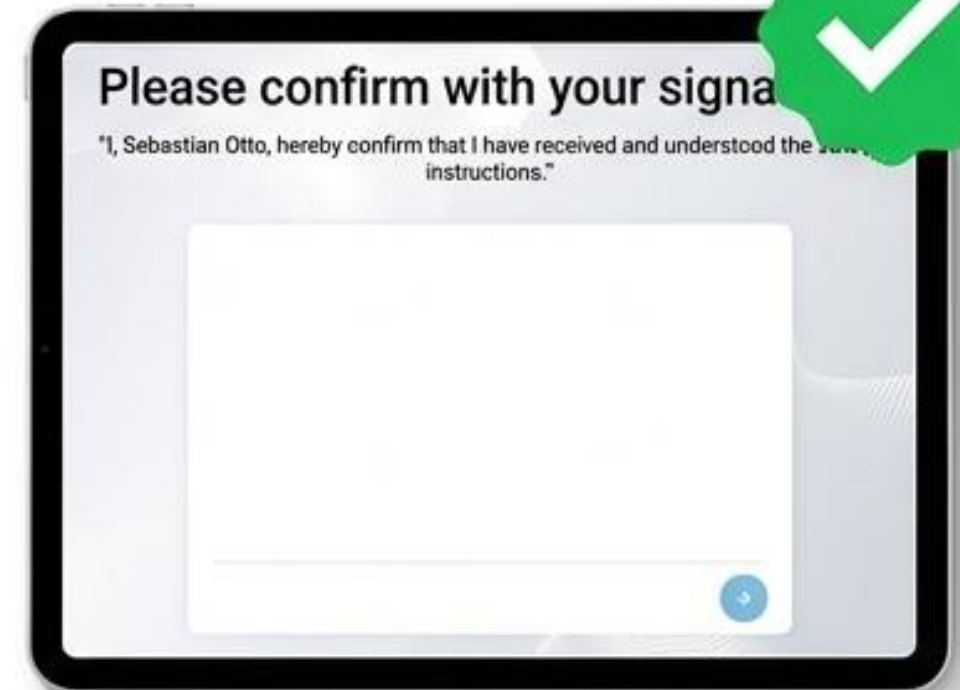 Please confirm with your signa
"I, Sebastian Otto, hereby confirm that I have received and understood the
instructions."